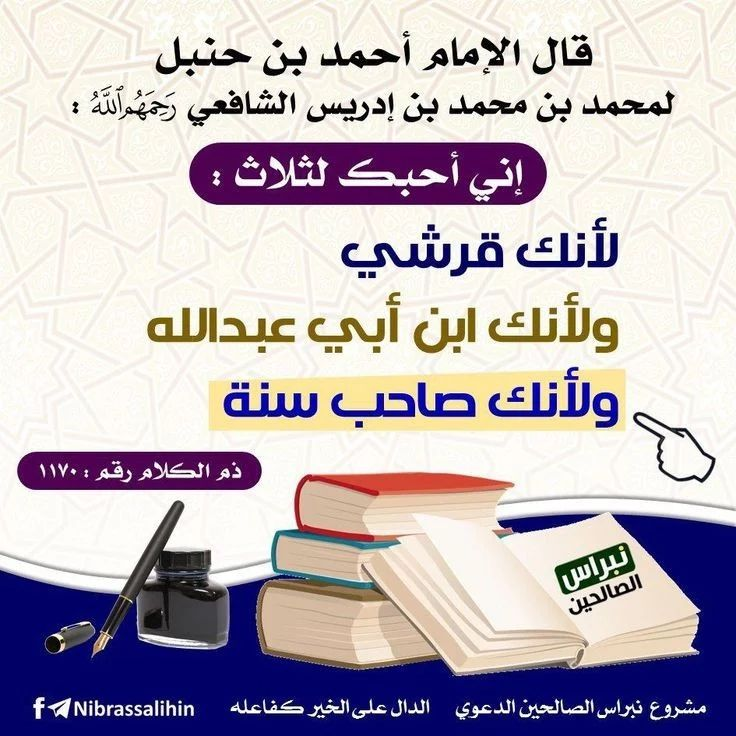 قال الإمام أحمد بن حنبل
لمحمد بن محمد بن إدريس الشافعي رَحِمَهُمُ ٱللَّهُ :
إني أحبك لثلاث :
لأنك قرشي
ولأنك ابن أبي عبدالله
ولأنك صاحب سنة
ذم الكلام رقم : ١١٧٠
نبراس
الصالحين
مشروع نبراس الصالحين الدعوي
الدال على الخير كفاعله
Nibrassalihin